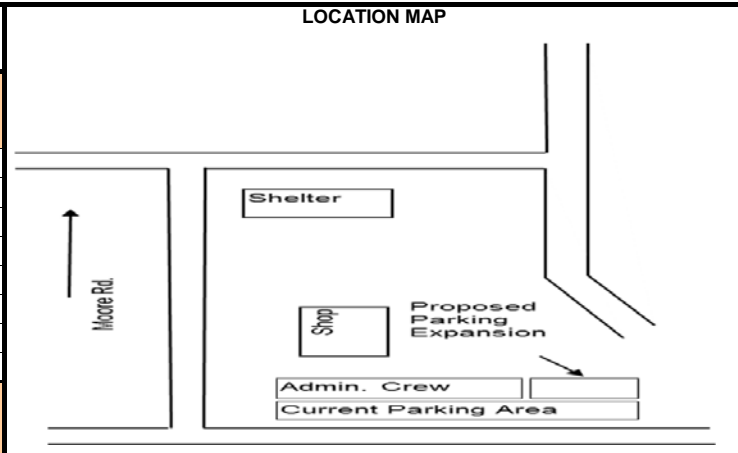 LOCATION MAP
Shelter
Moore Rd.
Shop
Proposed
Parking
Expansion
Admin. Crew
Current Parking Area